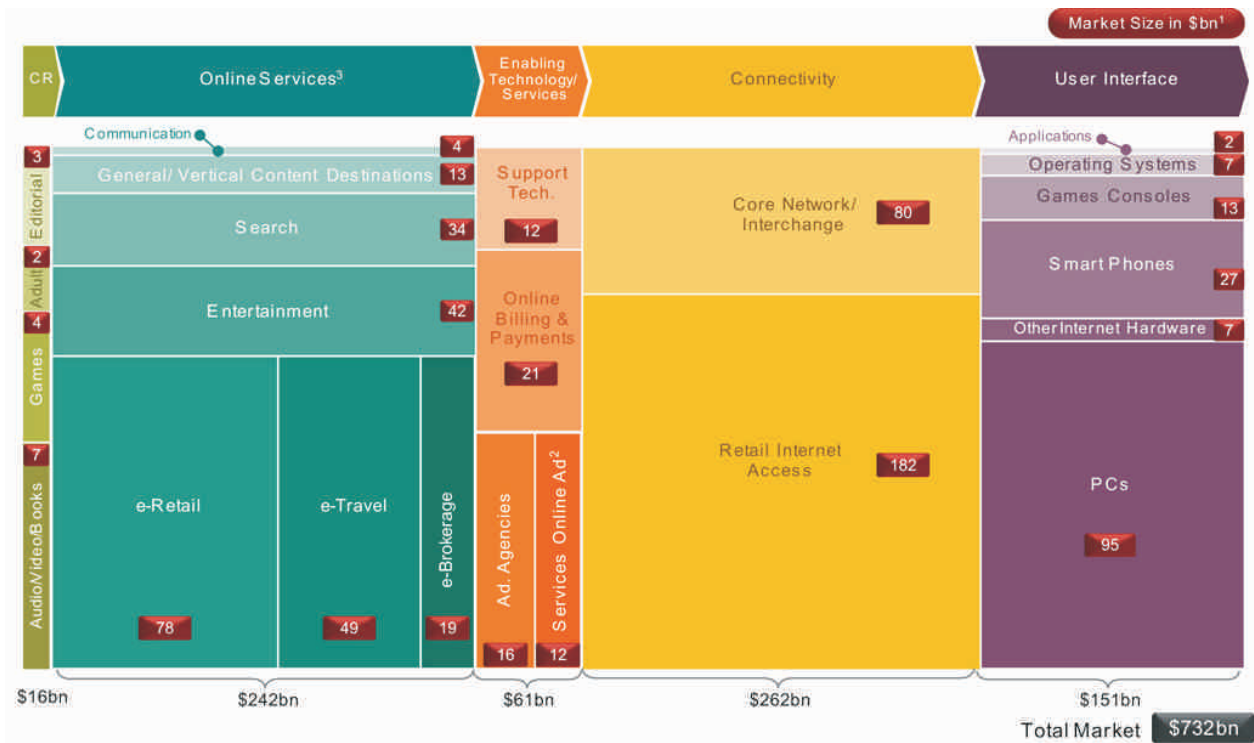 Market Size in $bn¹
CR
OnlineServices³
Enabling
Technology/
Services
Connectivity
User Interface
Communication
4
General/ Vertical Content Destinations
13
Search
34
Entertainment
42
e-Retail
78
e-Travel
49
e-Brokerage
19
3
Editorial
2
Adult
4
Games
7
Audio/Video/Books
Support
Tech.
12
Online
Billing &
Payments
21
Ad. Agencies
16
Services Online Ad²
12
Core Network/
Interchange
80
Retail Internet
Access
182
Applications
2
Operating Systems
7
Games Consoles
13
Smart Phones
27
OtherInternet Hardware
7
PCs
95
$16bn
$242bn
$61bn
$262bn
$151bn
Total Market
$732bn